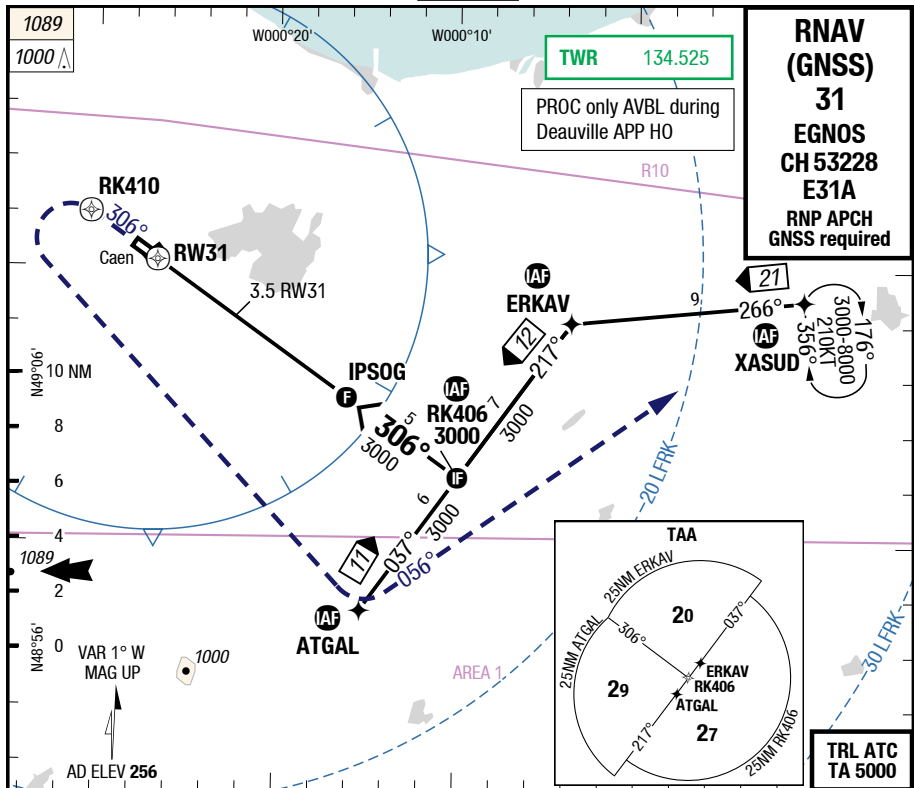 1089
1000
W000°20'
W000°10'
TWR 134.525
PROC only AVBL during
Deauville APP HO
RNAV
(GNSS)
31
EGNOS
CH 53228
E31A
RNP APCH
GNSS required
R10
RK410
306°
RW31
Caen
3.5 RW31
IAF
ERKAV
21
9
266°
IAF
XASUD
3000-8000
210KT
176°
356°
12
217°
7
3000
N49°06'
10 NM
IPSOG
F
IAF
RK406
3000
5
306°
3000
IF
8
6
4
2
0
6
3000
037°
11
056°
1089
IAF
ATGAL
N48°56'
20 LFRK
30 LFRK
AREA 1
1000
VAR 1° W
MAG UP
AD ELEV 256
TAA
25NM ERKAV
25NM ATGAL
25NM RK406
306°
037°
217°
20
29
27
ERKAV
RK406
ATGAL
TRL ATC
TA 5000